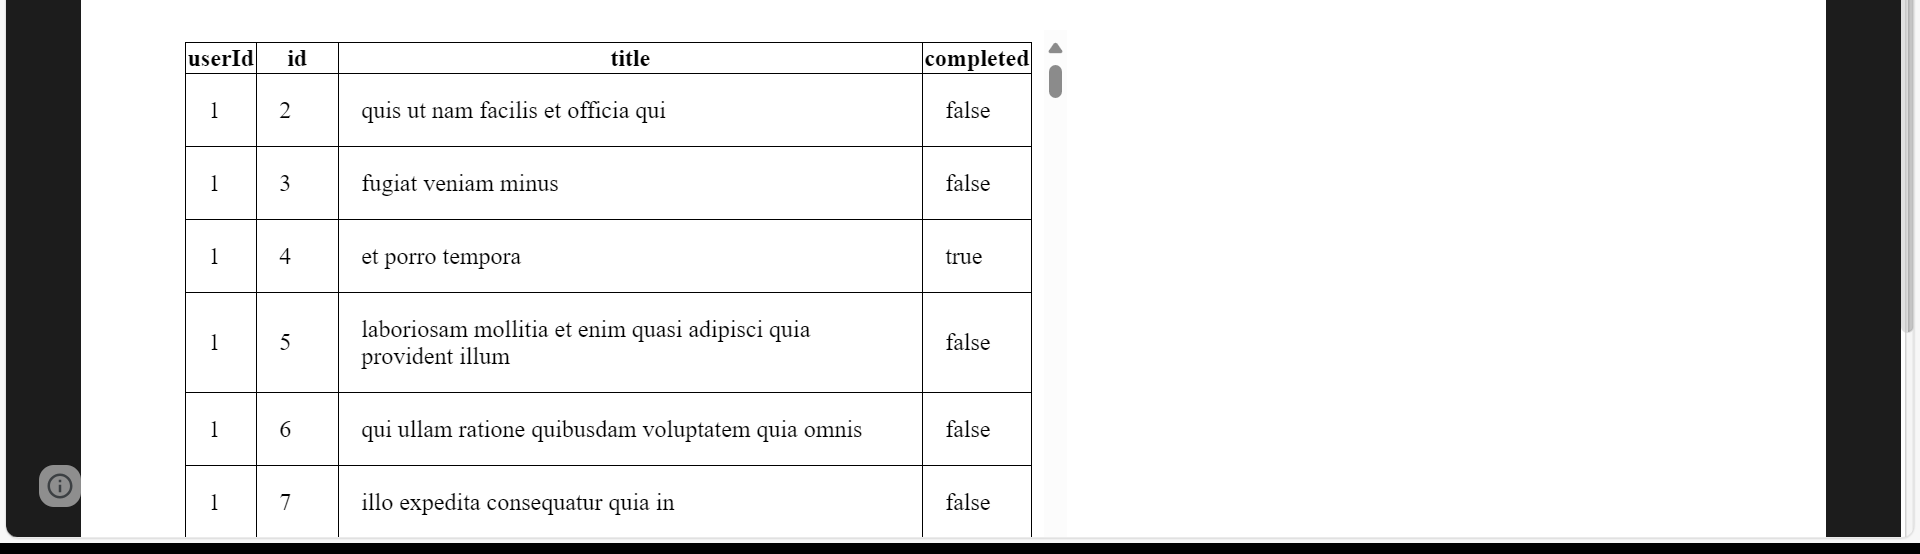 userId id title completed
1 2 quis ut nam facilis et officia qui false
1 3 fugiat veniam minus false
1 4 et porro tempora true
1 5 laboriosam mollitia et enim quasi adipisci quia
provident illum false
1 6 qui ullam ratione quibusdam voluptatem quia omnis false
1 7 illo expedita consequatur quia in false